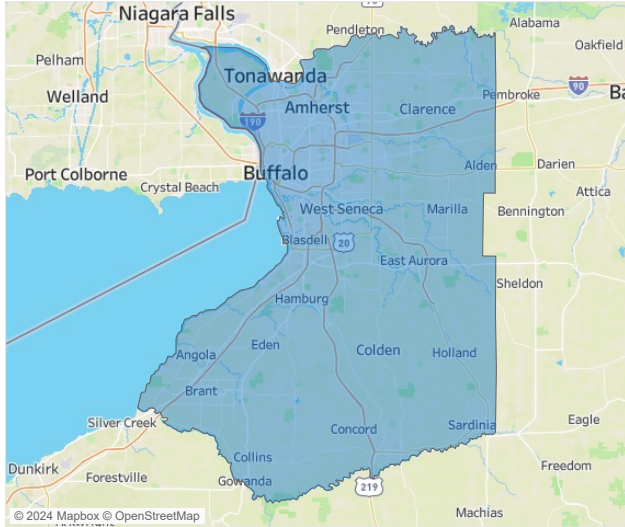 Niagara Falls
Alabama
Pendleton
Oakfield
Pelham
Tonawanda
Welland
Amherst
Clarence
Pembroke
90
Ba
190
Port Colborne
Crystal Beach
Buffalo
Alden
Darien
Attica
West Seneca
Marilla
Bennington
Blasdell
20
East Aurora
Sheldon
Hamburg
Eden
Colden
Holland
Angola
Brant
Silver Creek
Concord
Sardinia
Eagle
Dunkirk
Forestville
Collins
Gowanda
219
Freedom
Machias
© 2024 Mapbox © OpenStreetMap